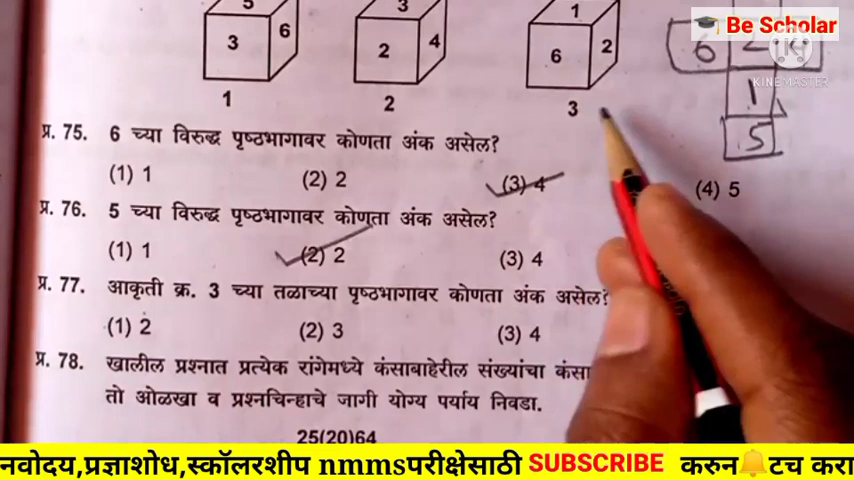 Be Scholar
KINEMASTER
5
3 6
3
2 4
1
6 2
6 2
1
5
1 2 3
प्र. 75. 6 च्या विरुद्ध पृष्ठभागावर कोणता अंक असेल?
(1) 1 (2) 2 (3) 4 (4) 5
प्र. 76. 5 च्या विरुद्ध पृष्ठभागावर कोणता अंक असेल?
(1) 1 (2) 2 (3) 4
प्र. 77. आकृती क्र. 3 च्या तळाच्या पृष्ठभागावर कोणता अंक असेल?
(1) 2 (2) 3 (3) 4
प्र. 78. खालील प्रश्नात प्रत्येक रांगेमध्ये कंसाबाहेरील संख्यांचा कंसा
तो ओळखा व प्रश्नचिन्हाचे जागी योग्य पर्याय निवडा.
25(20)64
नवोदय,प्रज्ञाशोध,स्कॉलरशीप nmmsपरीक्षेसाठी SUBSCRIBE करुन🔔टच करा